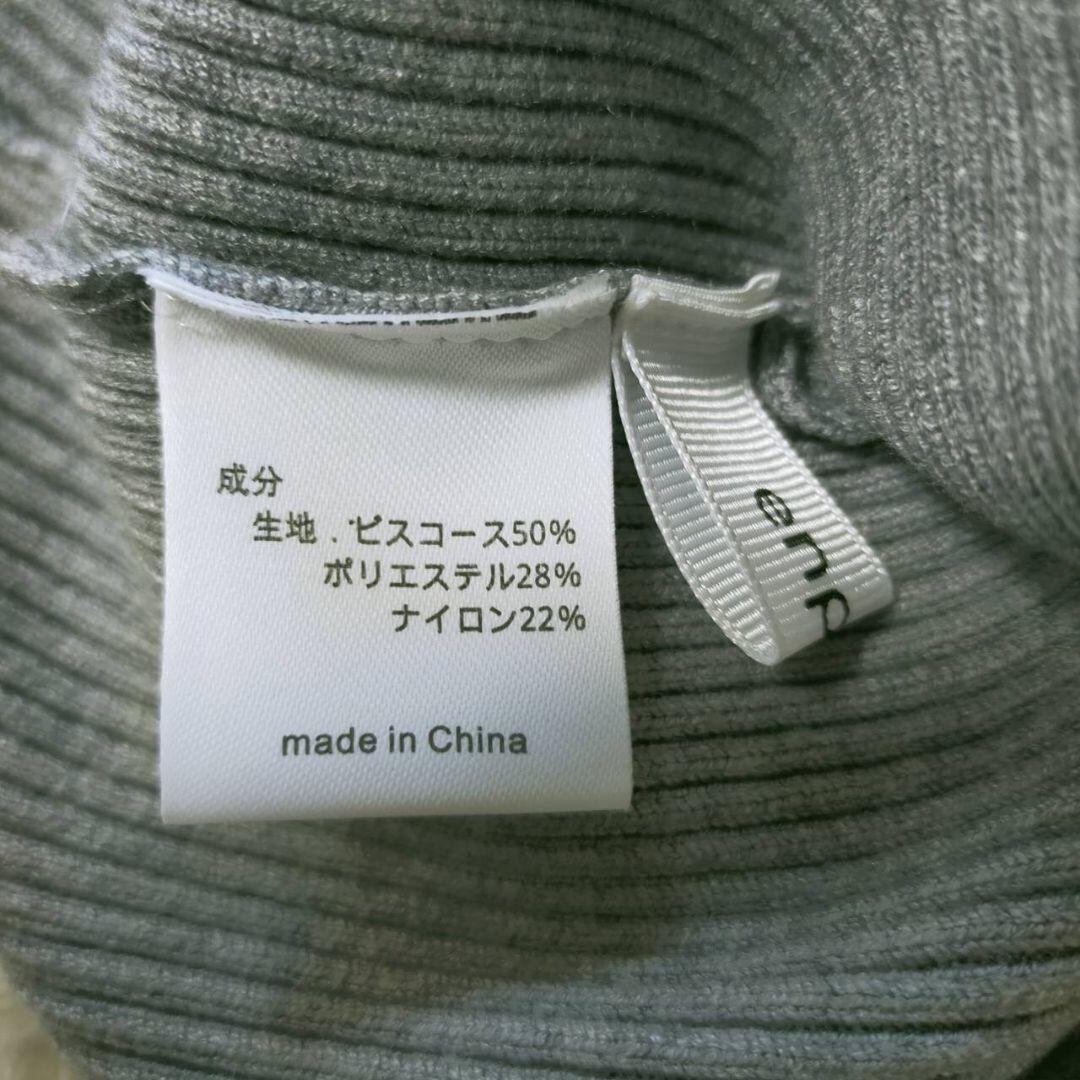 成分
生地．ビスコース50%
ポリエステル28%
ナイロン22%
made in China